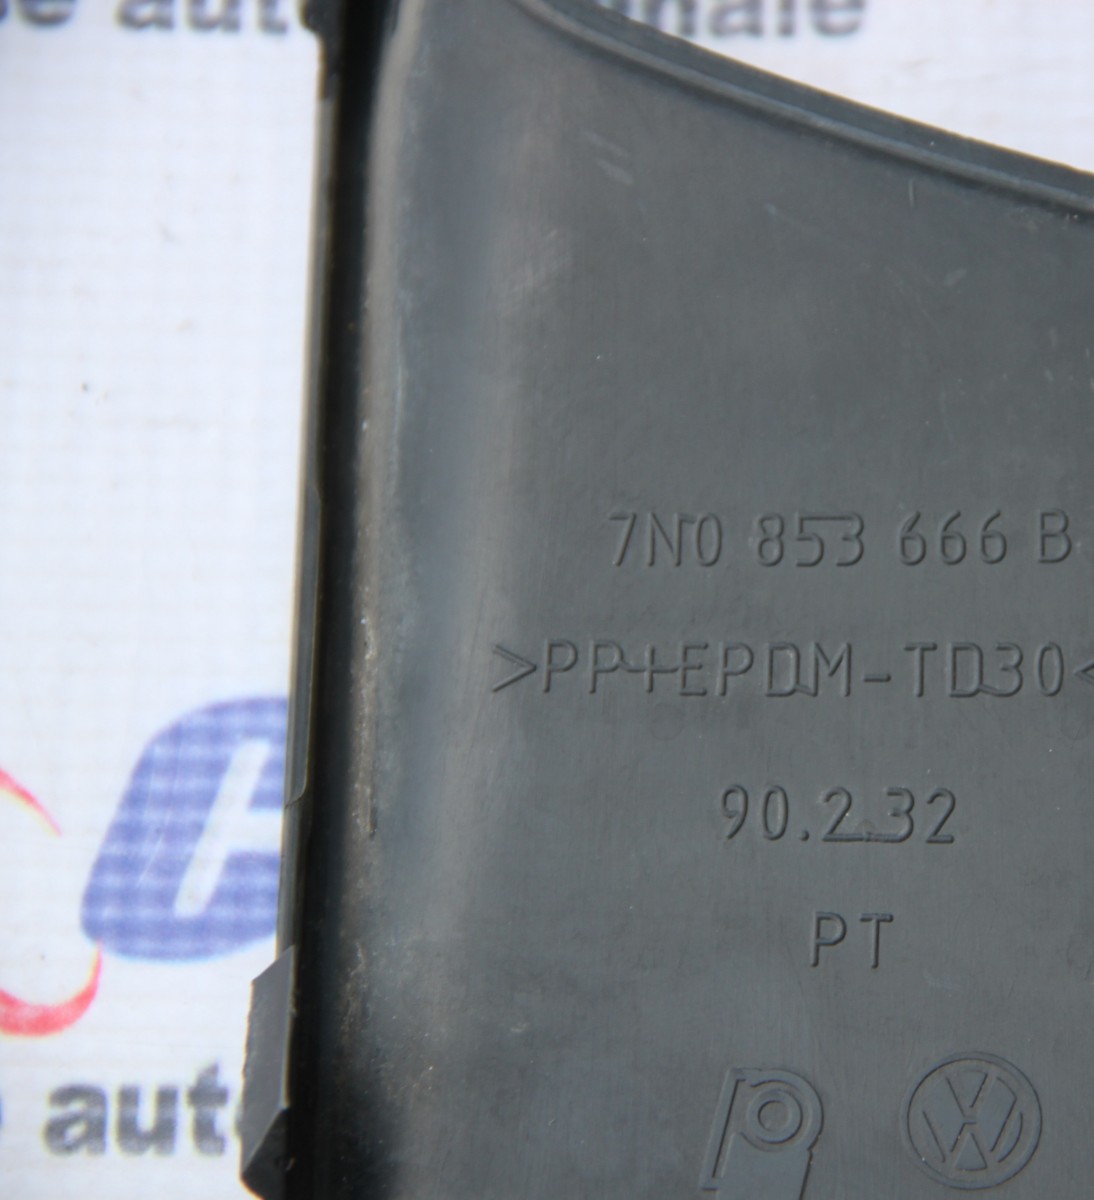 7N0 853 666 B
>PP+EPDM-TD30<
90.2.32
PT